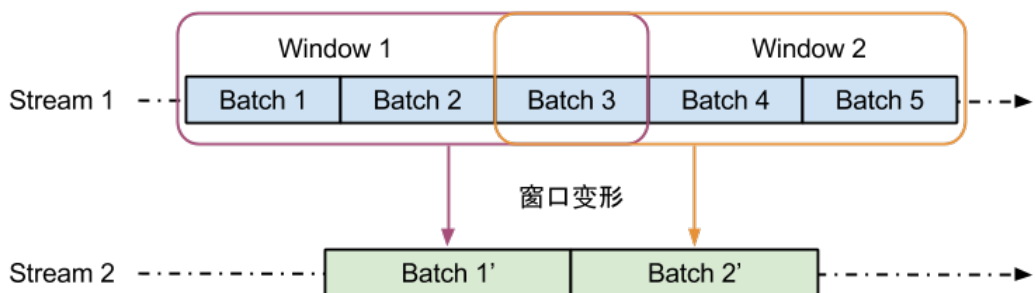 Window 1 Window 2
Stream 1 Batch 1 Batch 2 Batch 3 Batch 4 Batch 5
窗口变形
Stream 2 Batch 1’ Batch 2’